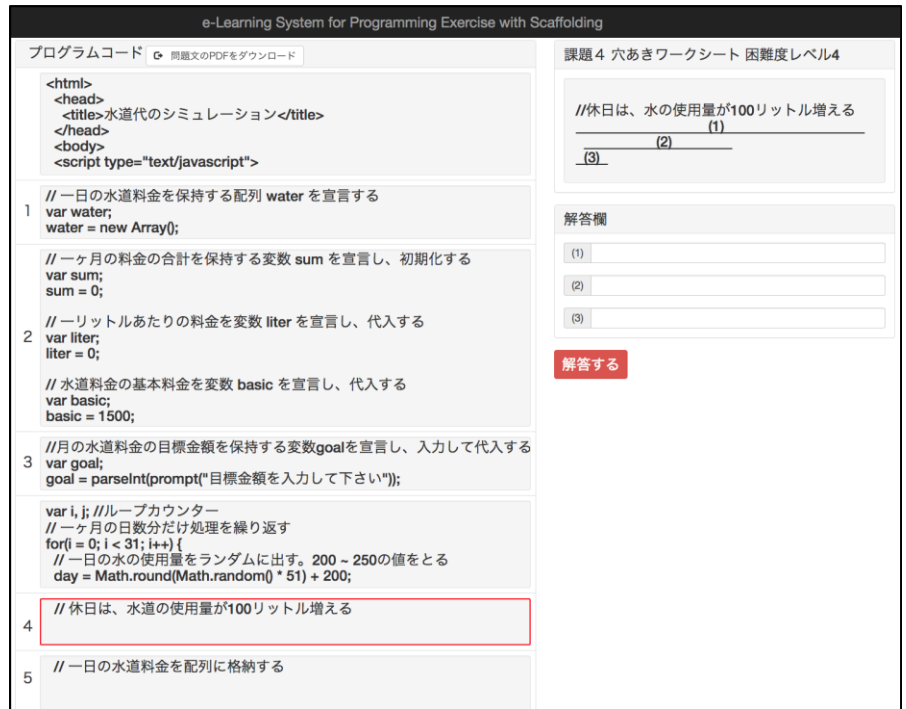 e-Learning System for Programming Exercise with Scaffolding
プログラムコード
問題文のPDFをダウンロード
<html>
<head>
<title>水道代のシミュレーション</title>
</head>
<body>
<script type="text/javascript">
1
// 一日の水道料金を保持する配列 water を宣言する
var water;
water = new Array();
2
// 一ヶ月の料金の合計を保持する変数 sum を宣言し、初期化する
var sum;
sum = 0;
// 一リットルあたりの料金を変数 liter を宣言し、代入する
var liter;
liter = 0;
// 水道料金の基本料金を変数 basic を宣言し、代入する
var basic;
basic = 1500;
3
//月の水道料金の目標金額を保持する変数goalを宣言し、入力して代入する
var goal;
goal = parseInt(prompt("目標金額を入力して下さい"));
var i, j; //ループカウンター
// 一ヶ月の日数分だけ処理を繰り返す
for(i = 0; i < 31; i++) {
// 一日の水の使用量をランダムに出す。200 ~ 250の値をとる
day = Math.round(Math.random() * 51) + 200;
4
// 休日は、水道の使用量が100リットル増える
5
// 一日の水道料金を配列に格納する
課題4 穴あきワークシート 困難度レベル4
//休日は、水の使用量が100リットル増える
(1)
(2)
(3)
解答欄
(1)
(2)
(3)
解答する